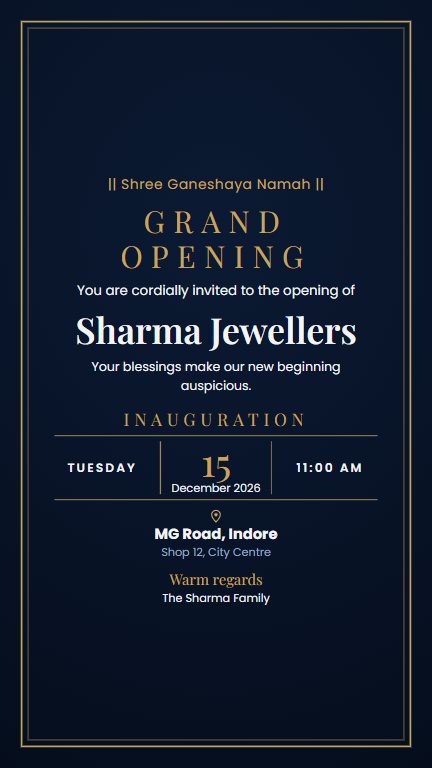 || Shree Ganeshaya Namah ||
GRAND
OPENING
You are cordially invited to the opening of
Sharma Jewellers
Your blessings make our new beginning
auspicious.
INAUGURATION
TUESDAY
15
December 2026
11:00 AM
MG Road, Indore
Shop 12, City Centre
Warm regards
The Sharma Family